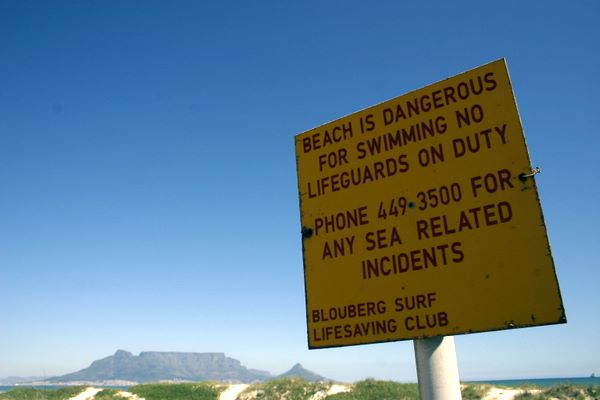 BEACH IS DANGEROUS
FOR SWIMMING NO
LIFEGUARDS ON DUTY
PHONE 449 3500 FOR
ANY SEA RELATED
INCIDENTS
BLOUBERG SURF
LIFESAVING CLUB